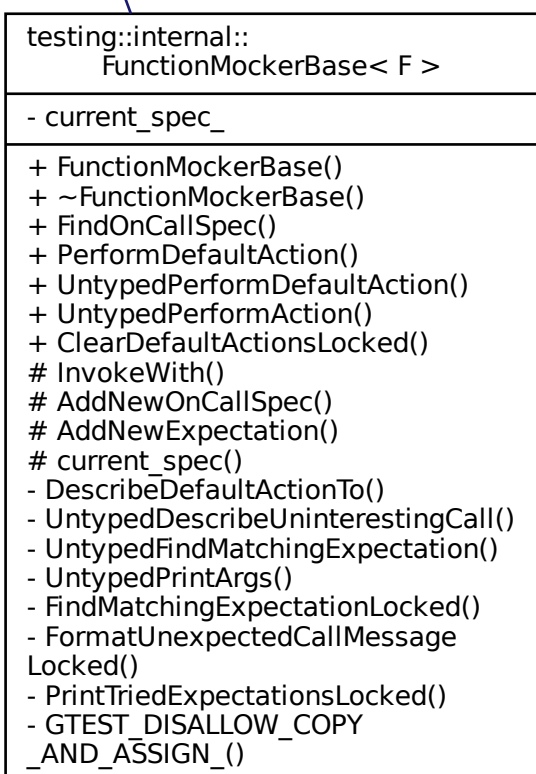 testing::internal::
FunctionMockerBase< F >
- current_spec_
+ FunctionMockerBase()
+ ~FunctionMockerBase()
+ FindOnCallSpec()
+ PerformDefaultAction()
+ UntypedPerformDefaultAction()
+ UntypedPerformAction()
+ ClearDefaultActionsLocked()
# InvokeWith()
# AddNewOnCallSpec()
# AddNewExpectation()
# current_spec()
- DescribeDefaultActionTo()
- UntypedDescribeUninterestingCall()
- UntypedFindMatchingExpectation()
- UntypedPrintArgs()
- FindMatchingExpectationLocked()
- FormatUnexpectedCallMessage
Locked()
- PrintTriedExpectationsLocked()
- GTEST_DISALLOW_COPY
_AND_ASSIGN_()